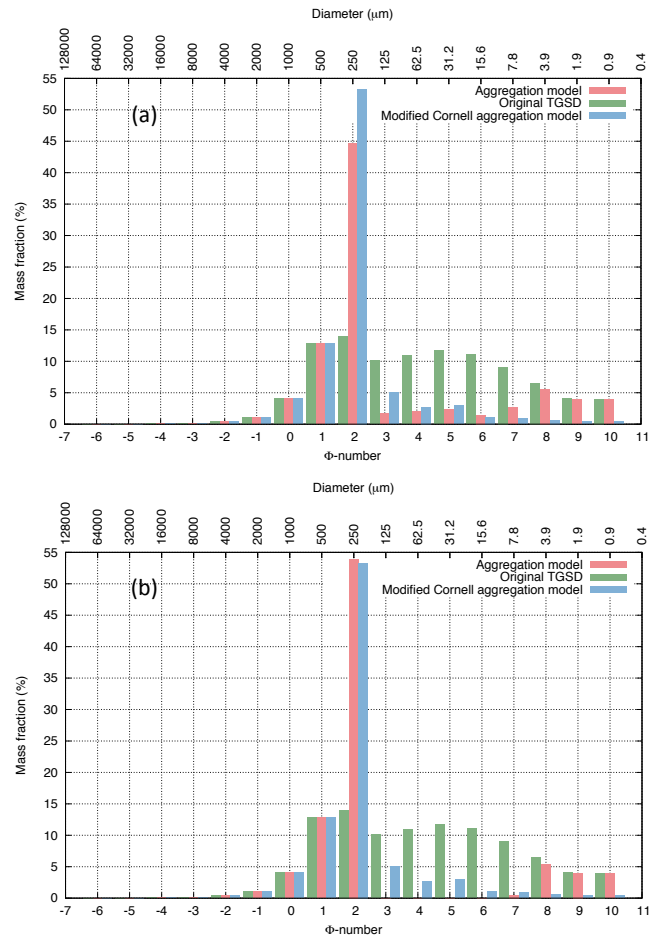 Diameter (μm)
128000 64000 32000 16000 8000 4000 2000 1000 500 250 125 62.5 31.2 15.6 7.8 3.9 1.9 0.9 0.4
55
50
45
40
35
30
25
20
15
10
5
0
Mass fraction (%)
(a)
Aggregation model
Original TGSD
Modified Cornell aggregation model
-7 -6 -5 -4 -3 -2 -1 0 1 2 3 4 5 6 7 8 9 10 11
Φ-number
Diameter (μm)
128000 64000 32000 16000 8000 4000 2000 1000 500 250 125 62.5 31.2 15.6 7.8 3.9 1.9 0.9 0.4
55
50
45
40
35
30
25
20
15
10
5
0
Mass fraction (%)
(b)
Aggregation model
Original TGSD
Modified Cornell aggregation model
-7 -6 -5 -4 -3 -2 -1 0 1 2 3 4 5 6 7 8 9 10 11
Φ-number